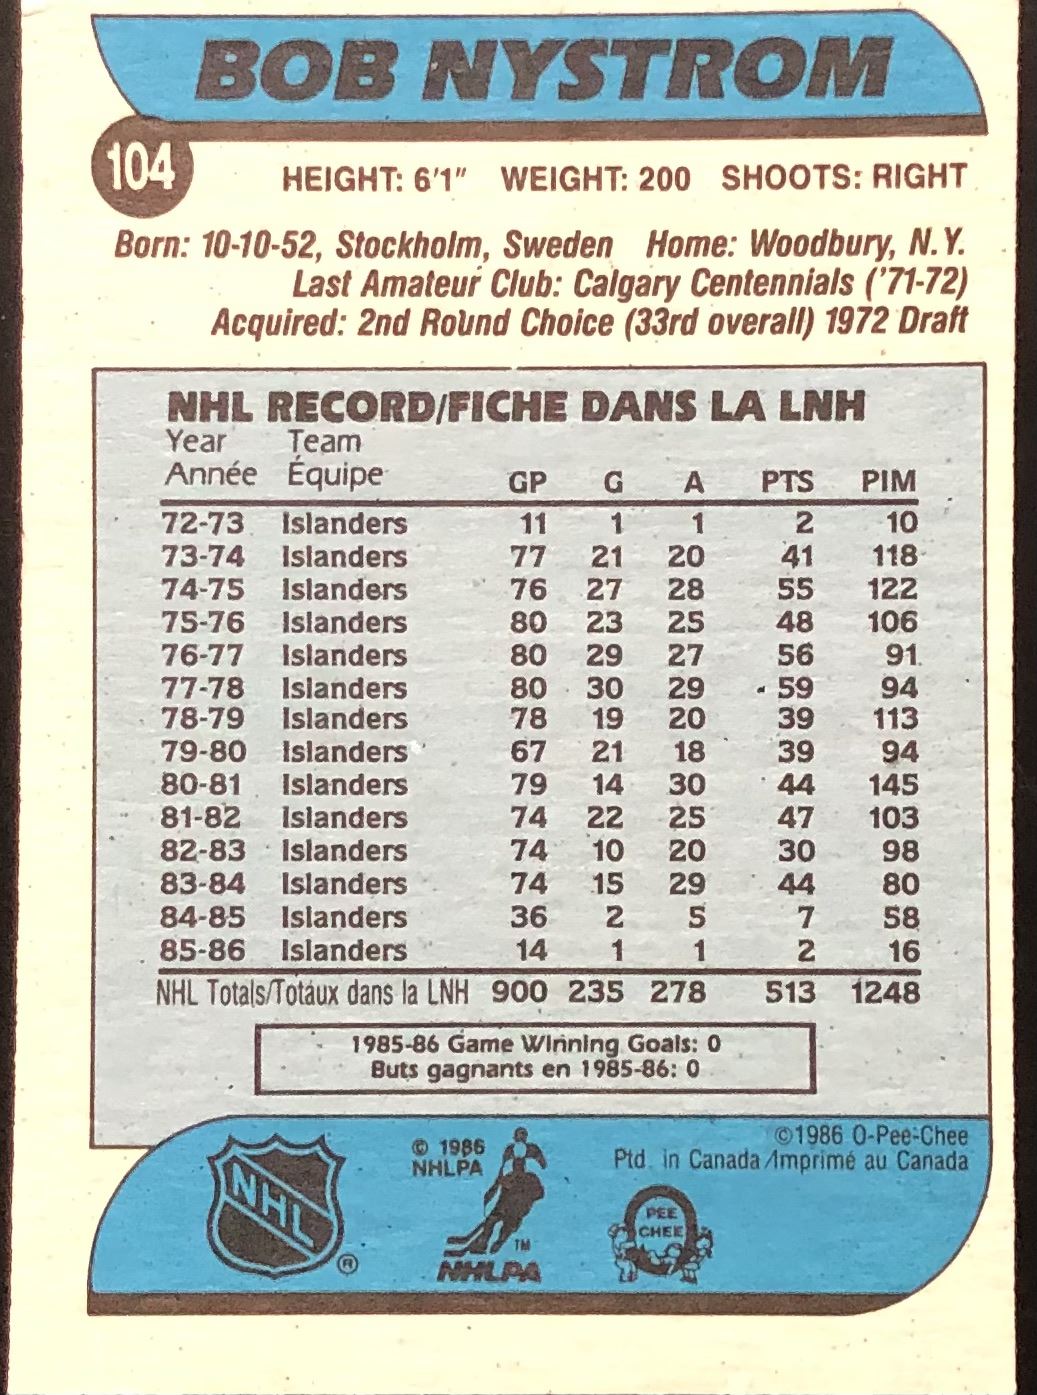 BOB NYSTROM
104
HEIGHT: 6'1" WEIGHT: 200 SHOOTS: RIGHT
Born: 10-10-52, Stockholm, Sweden Home: Woodbury, N.Y.
Last Amateur Club: Calgary Centennials ('71-72)
Acquired: 2nd Round Choice (33rd overall) 1972 Draft
NHL RECORD/FICHE DANS LA LNH
Year Team
Année Équipe GP G A PTS PIM
72-73 Islanders 11 1 1 2 10
73-74 Islanders 77 21 20 41 118
74-75 Islanders 76 27 28 55 122
75-76 Islanders 80 23 25 48 106
76-77 Islanders 80 29 27 56 91
77-78 Islanders 80 30 29 59 94
78-79 Islanders 78 19 20 39 113
79-80 Islanders 67 21 18 39 94
80-81 Islanders 79 14 30 44 145
81-82 Islanders 74 22 25 47 103
82-83 Islanders 74 10 20 30 98
83-84 Islanders 74 15 29 44 80
84-85 Islanders 36 2 5 7 58
85-86 Islanders 14 1 1 2 16
NHL Totals/Totaux dans la LNH 900 235 278 513 1248
1985-86 Game Winning Goals: 0
Buts gagnants en 1985-86: 0
©1986 O-Pee-Chee
Ptd. in Canada/Imprimé au Canada
© 1986
NHLPA
NHL
®
TM
NHLPA
PEE
CHEE